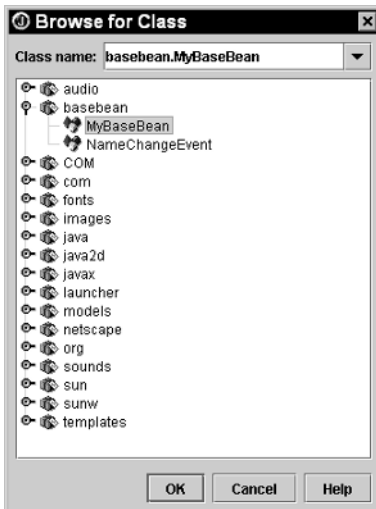 Browse for Class
Class name: basebean.MyBaseBean
audio
basebean
MyBaseBean
NameChangeEvent
COM
com
fonts
images
java
java2d
javax
launcher
models
netscape
org
sounds
sun
sunw
templates
OK Cancel Help